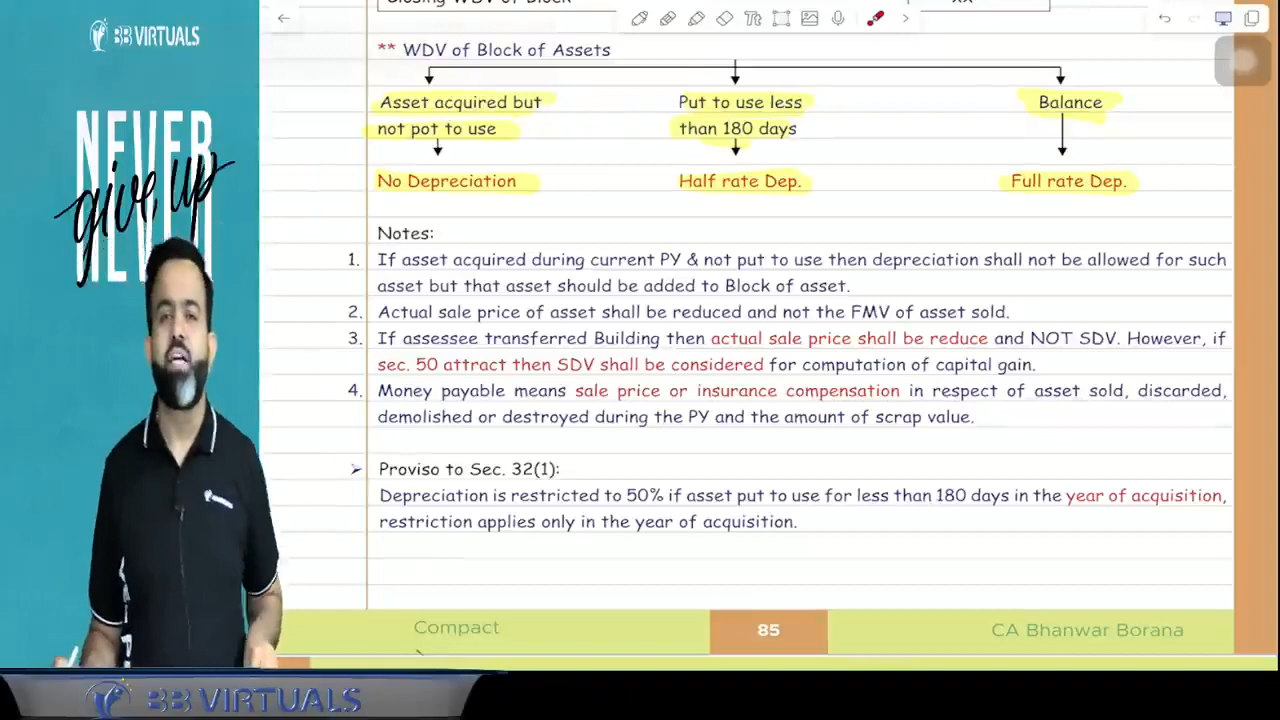 BB VIRTUALS
NEVER
give up
NEVER
Closing WDV of Block
XX
Tt
** WDV of Block of Assets
Asset acquired but
not pot to use
Put to use less
than 180 days
Balance
No Depreciation
Half rate Dep.
Full rate Dep.
Notes:
1. If asset acquired during current PY & not put to use then depreciation shall not be allowed for such
asset but that asset should be added to Block of asset.
2. Actual sale price of asset shall be reduced and not the FMV of asset sold.
3. If assessee transferred Building then actual sale price shall be reduce and NOT SDV. However, if
sec. 50 attract then SDV shall be considered for computation of capital gain.
4. Money payable means sale price or insurance compensation in respect of asset sold, discarded,
demolished or destroyed during the PY and the amount of scrap value.
➢ Proviso to Sec. 32(1):
Depreciation is restricted to 50% if asset put to use for less than 180 days in the year of acquisition,
restriction applies only in the year of acquisition.
Compact
85
CA Bhanwar Borana
BB VIRTUALS